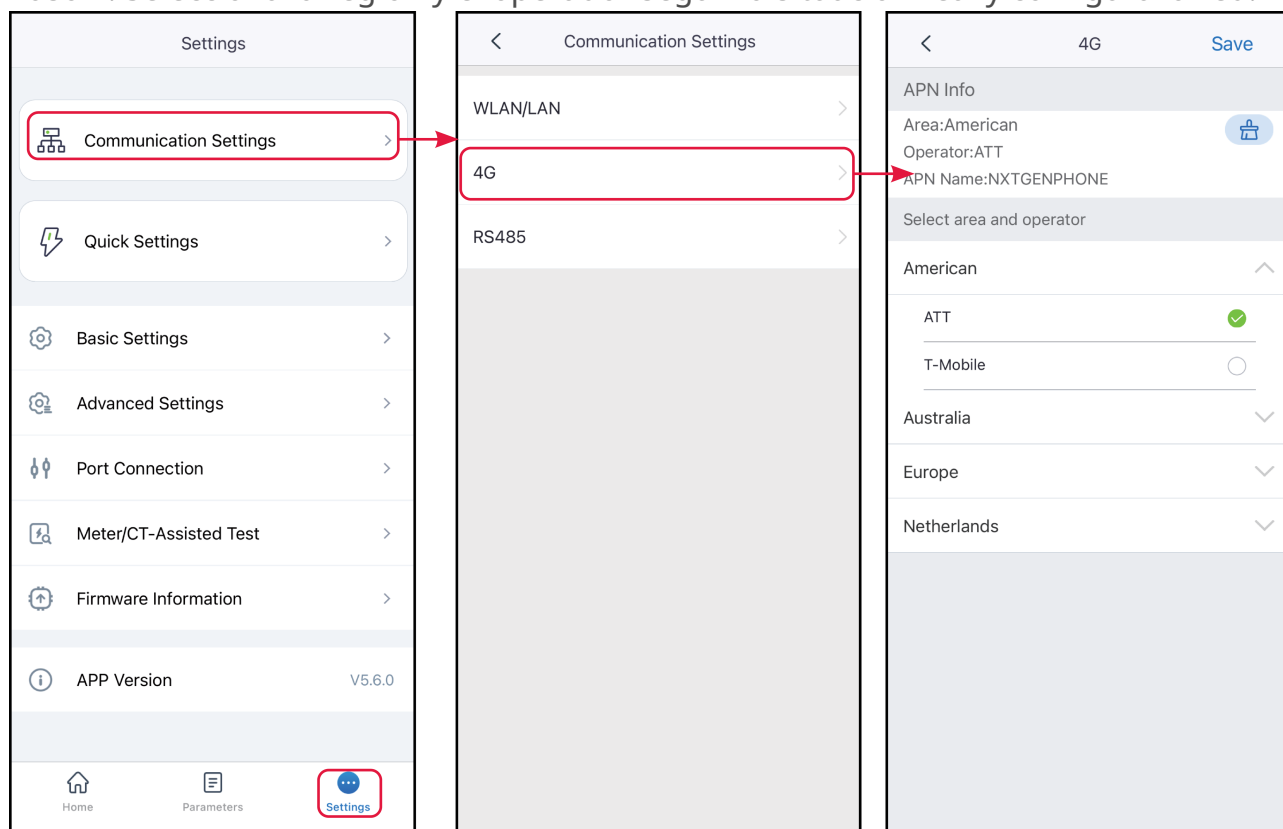 Settings
Communication Settings
Quick Settings
Basic Settings
Advanced Settings
Port Connection
Meter/CT-Assisted Test
Firmware Information
APP Version V5.6.0
Home Parameters Settings
Communication Settings
WLAN/LAN
4G
RS485
4G Save
APN Info
Area:American
Operator:ATT
APN Name:NXTGENPHONE
Select area and operator
American
ATT
T-Mobile
Australia
Europe
Netherlands